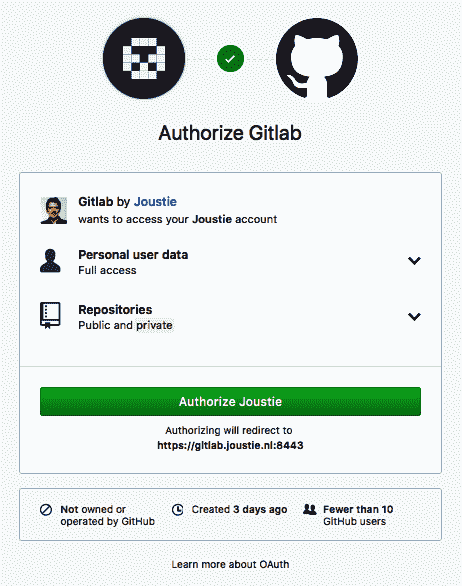 Authorize Gitlab
Gitlab by Joustie
wants to access your Joustie account
Personal user data
Full access
Repositories
Public and private
Authorize Joustie
Authorizing will redirect to
https://gitlab.joustie.nl:8443
Not owned or
operated by GitHub
Created 3 days ago
Fewer than 10
GitHub users
Learn more about OAuth